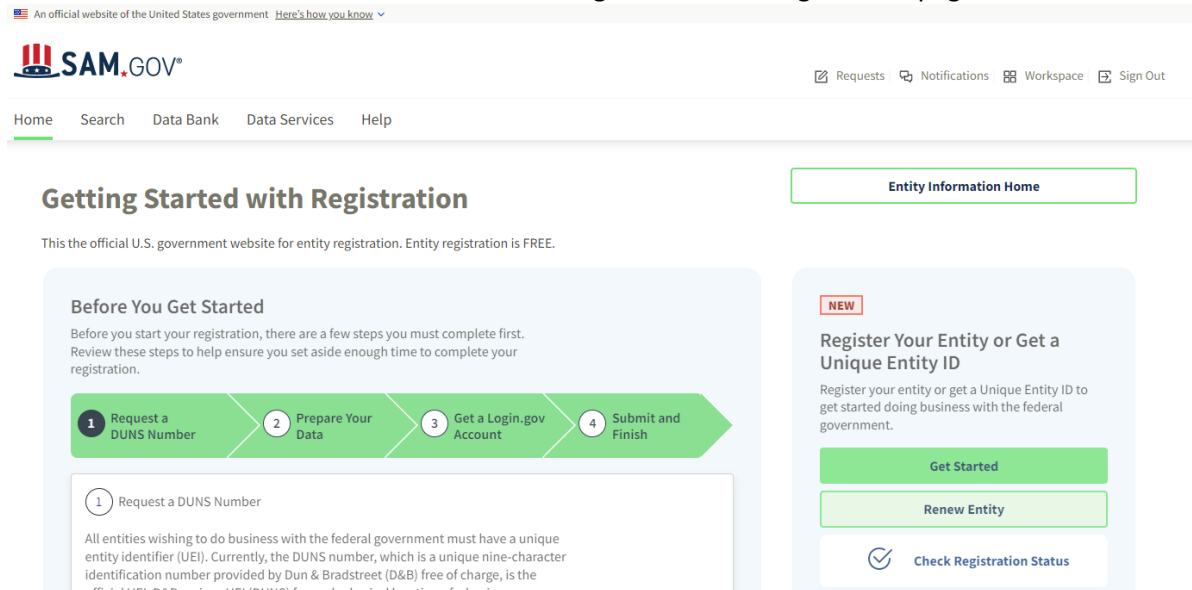 An official website of the United States government Here's how you know
SAM.GOV®
Requests Notifications Workspace Sign Out
Home Search Data Bank Data Services Help
Getting Started with Registration
Entity Information Home
This the official U.S. government website for entity registration. Entity registration is FREE.
Before You Get Started
Before you start your registration, there are a few steps you must complete first.
Review these steps to help ensure you set aside enough time to complete your
registration.
1 Request a
DUNS Number
2 Prepare Your
Data
3 Get a Login.gov
Account
4 Submit and
Finish
1 Request a DUNS Number
All entities wishing to do business with the federal government must have a unique
entity identifier (UEI). Currently, the DUNS number, which is a unique nine-character
identification number provided by Dun & Bradstreet (D&B) free of charge, is the
NEW
Register Your Entity or Get a
Unique Entity ID
Register your entity or get a Unique Entity ID to
get started doing business with the federal
government.
Get Started
Renew Entity
Check Registration Status